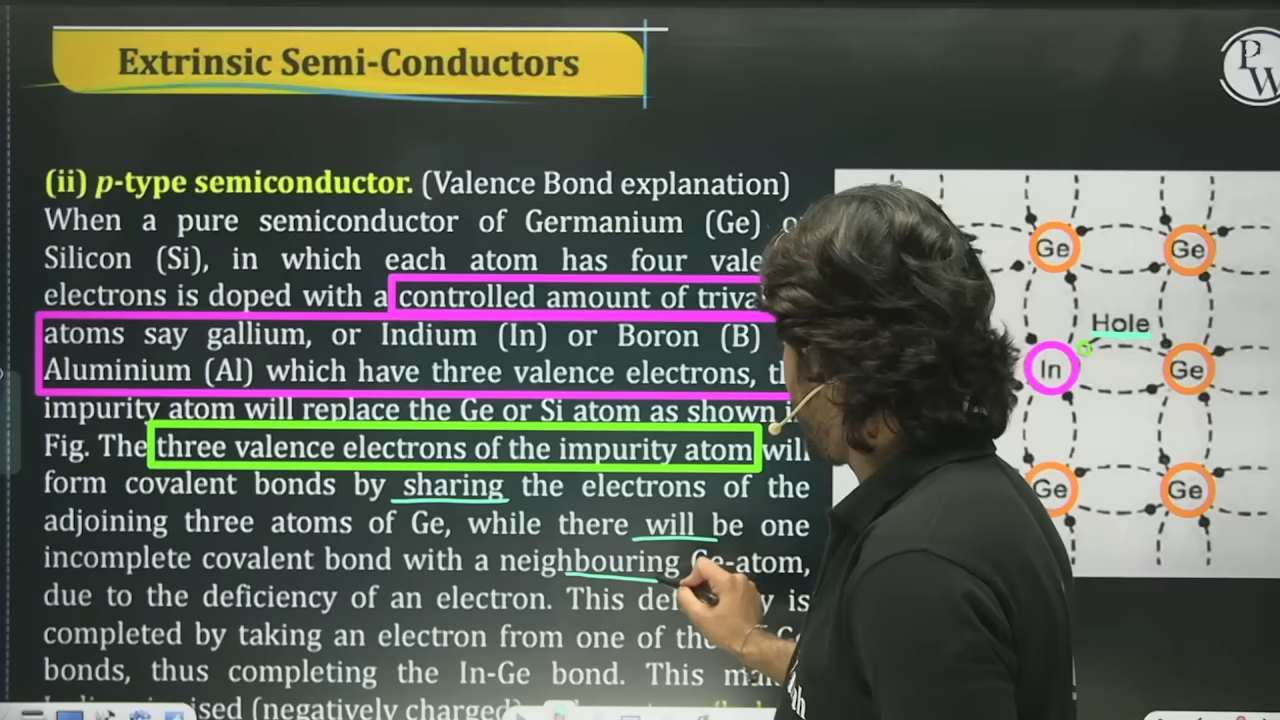 Extrinsic Semi-Conductors
PW
(ii) p-type semiconductor. (Valence Bond explanation)
When a pure semiconductor of Germanium (Ge)
Silicon (Si), in which each atom has four
electrons is doped with a controlled amount of
atoms say gallium, or Indium (In) or Boron (B)
Aluminium (Al) which have three valence electrons,
impurity atom will replace the Ge or Si atom as shown
Fig. The three valence electrons of the impurity atom will
form covalent bonds by sharing the electrons of the
adjoining three atoms of Ge, while there will be one
incomplete covalent bond with a neighbouring Ge-atom,
due to the deficiency of an electron. This is
completed by taking an electron from one of the
bonds, thus completing the In-Ge bond. This
(negatively charged)
Ge Ge
Hole
In Ge
Ge Ge